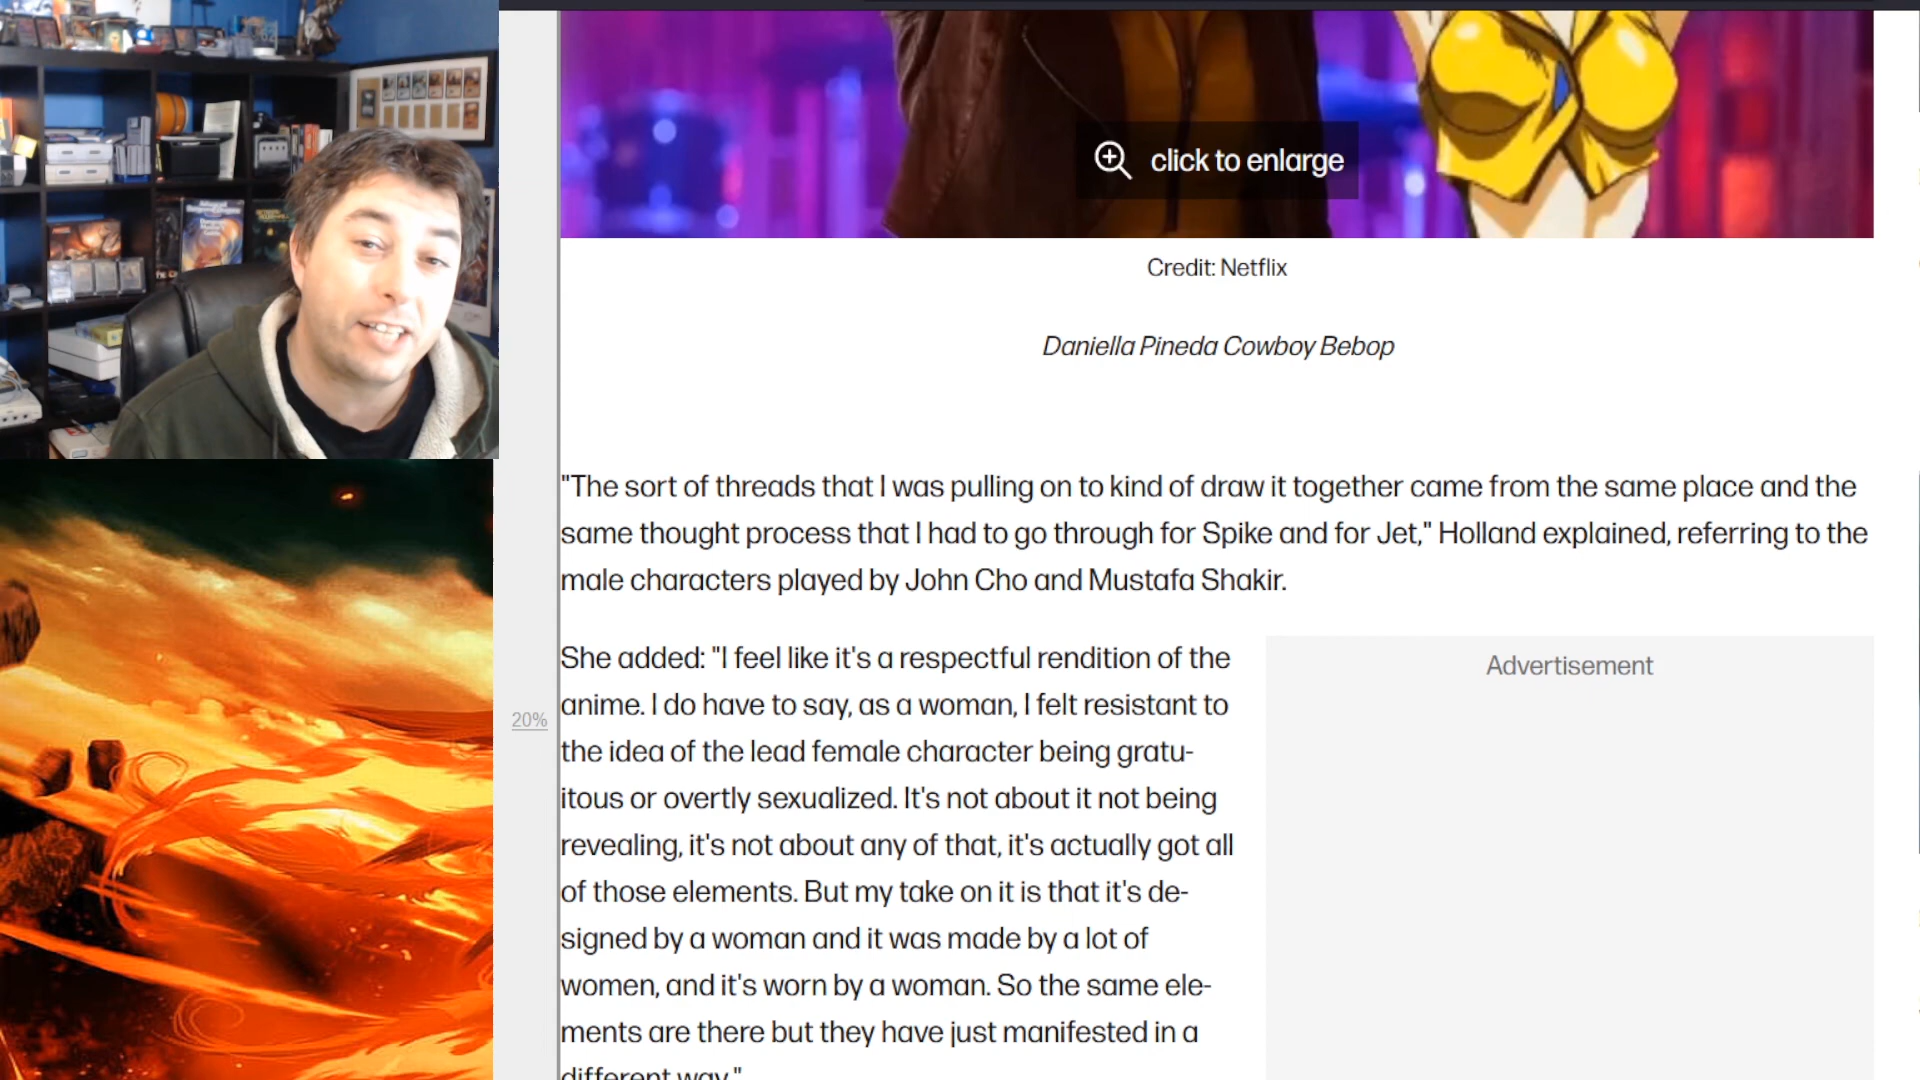 click to enlarge
Credit: Netflix
Daniella Pineda Cowboy Bebop
"The sort of threads that I was pulling on to kind of draw it together came from the same place and the
same thought process that I had to go through for Spike and for Jet," Holland explained, referring to the
male characters played by John Cho and Mustafa Shakir.
She added: "I feel like it's a respectful rendition of the
anime. I do have to say, as a woman, I felt resistant to
the idea of the lead female character being gratu-
itous or overtly sexualized. It's not about it not being
revealing, it's not about any of that, it's actually got all
of those elements. But my take on it is that it's de-
signed by a woman and it was made by a lot of
women, and it's worn by a woman. So the same ele-
ments are there but they have just manifested in a
different way."
Advertisement
20%